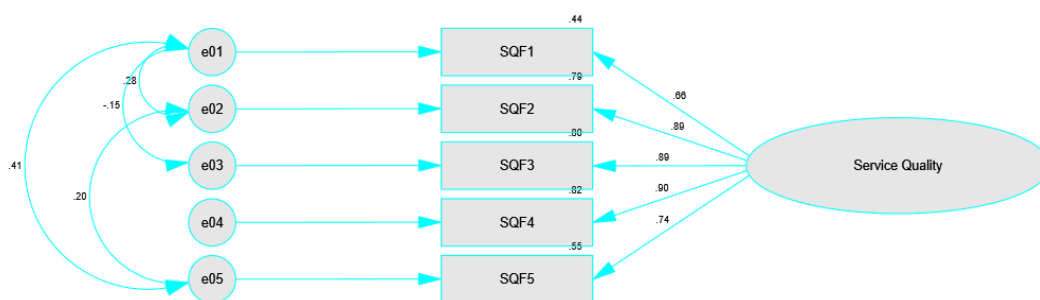 .44
e01
SQF1
.79
.28
.66
e02
SQF2
-.15
.89
.80
.41
e03
SQF3
.89
Service Quality
.82
.20
.90
e04
SQF4
.74
.55
e05
SQF5